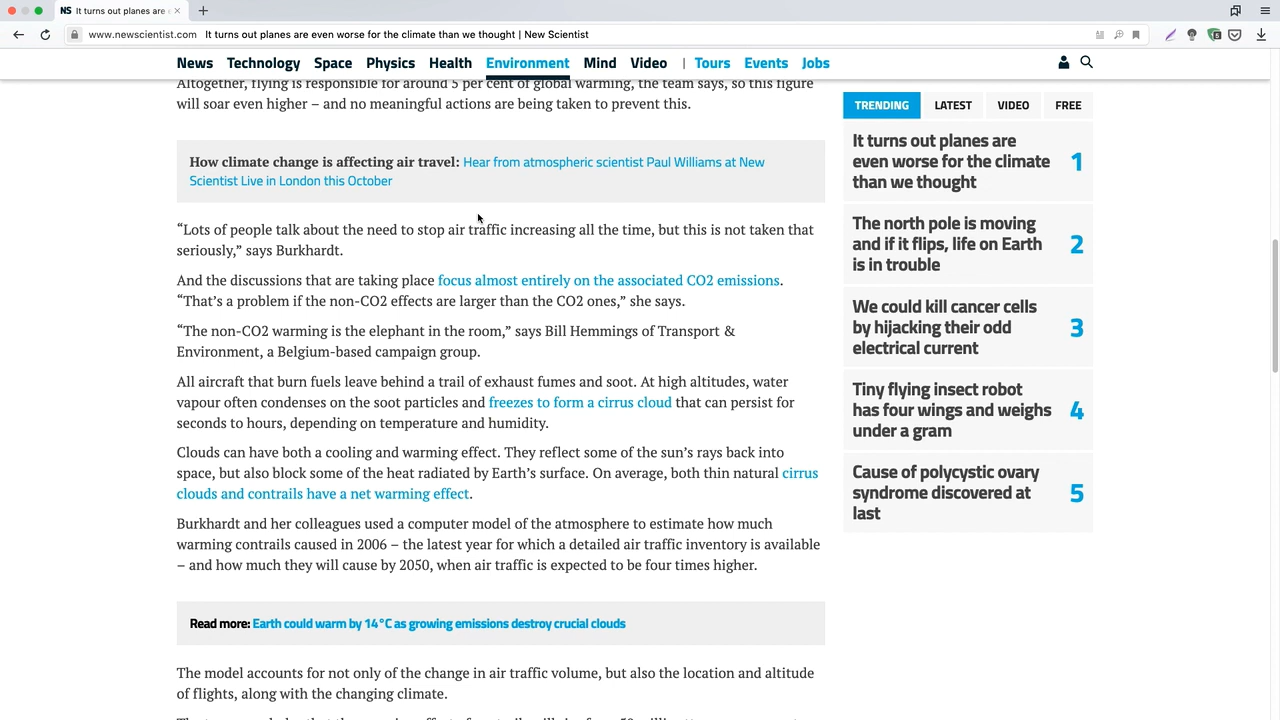 NS It turns out planes are
www.newscientist.com It turns out planes are even worse for the climate than we thought | New Scientist
News Technology Space Physics Health Environment Mind Video | Tours Events Jobs
Altogether, flying is responsible for around 5 per cent of global warming, the team says, so this figure
will soar even higher – and no meaningful actions are being taken to prevent this.
How climate change is affecting air travel: Hear from atmospheric scientist Paul Williams at New
Scientist Live in London this October
“Lots of people talk about the need to stop air traffic increasing all the time, but this is not taken that
seriously,” says Burkhardt.
And the discussions that are taking place focus almost entirely on the associated CO2 emissions.
“That’s a problem if the non-CO2 effects are larger than the CO2 ones,” she says.
“The non-CO2 warming is the elephant in the room,” says Bill Hemmings of Transport &
Environment, a Belgium-based campaign group.
All aircraft that burn fuels leave behind a trail of exhaust fumes and soot. At high altitudes, water
vapour often condenses on the soot particles and freezes to form a cirrus cloud that can persist for
seconds to hours, depending on temperature and humidity.
Clouds can have both a cooling and warming effect. They reflect some of the sun’s rays back into
space, but also block some of the heat radiated by Earth’s surface. On average, both thin natural cirrus
clouds and contrails have a net warming effect.
Burkhardt and her colleagues used a computer model of the atmosphere to estimate how much
warming contrails caused in 2006 – the latest year for which a detailed air traffic inventory is available
– and how much they will cause by 2050, when air traffic is expected to be four times higher.
Read more: Earth could warm by 14°C as growing emissions destroy crucial clouds
The model accounts for not only of the change in air traffic volume, but also the location and altitude
of flights, along with the changing climate.
TRENDING LATEST VIDEO FREE
It turns out planes are
even worse for the climate 1
than we thought
The north pole is moving
and if it flips, life on Earth 2
is in trouble
We could kill cancer cells
by hijacking their odd 3
electrical current
Tiny flying insect robot
has four wings and weighs 4
under a gram
Cause of polycystic ovary
syndrome discovered at 5
last